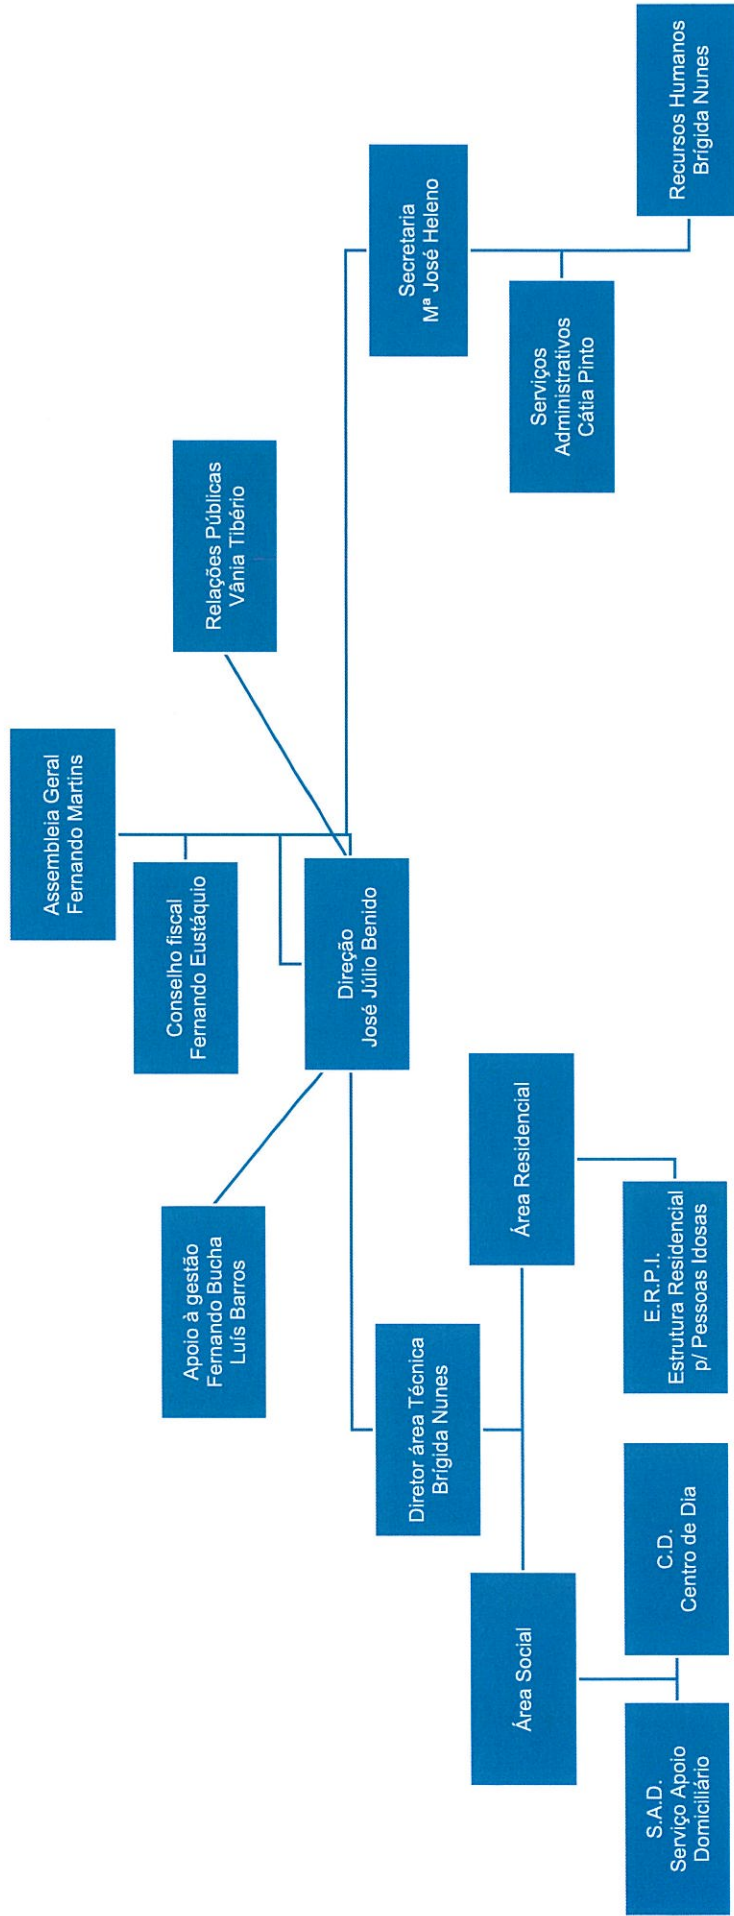 Assembleia Geral
Fernando Martins
Conselho fiscal
Fernando Eustáquio
Relações Públicas
Vânia Tibério
Apoio à gestão
Fernando Bucha
Luís Barros
Direção
José Júlio Benido
Diretor área Técnica
Brígida Nunes
Secretaria
Mª José Heleno
Área Social
Área Residencial
Serviços
Administrativos
Cátia Pinto
S.A.D.
Serviço Apoio
Domiciliário
C.D.
Centro de Dia
E.R.P.I.
Estrutura Residencial
p/ Pessoas Idosas
Recursos Humanos
Brígida Nunes